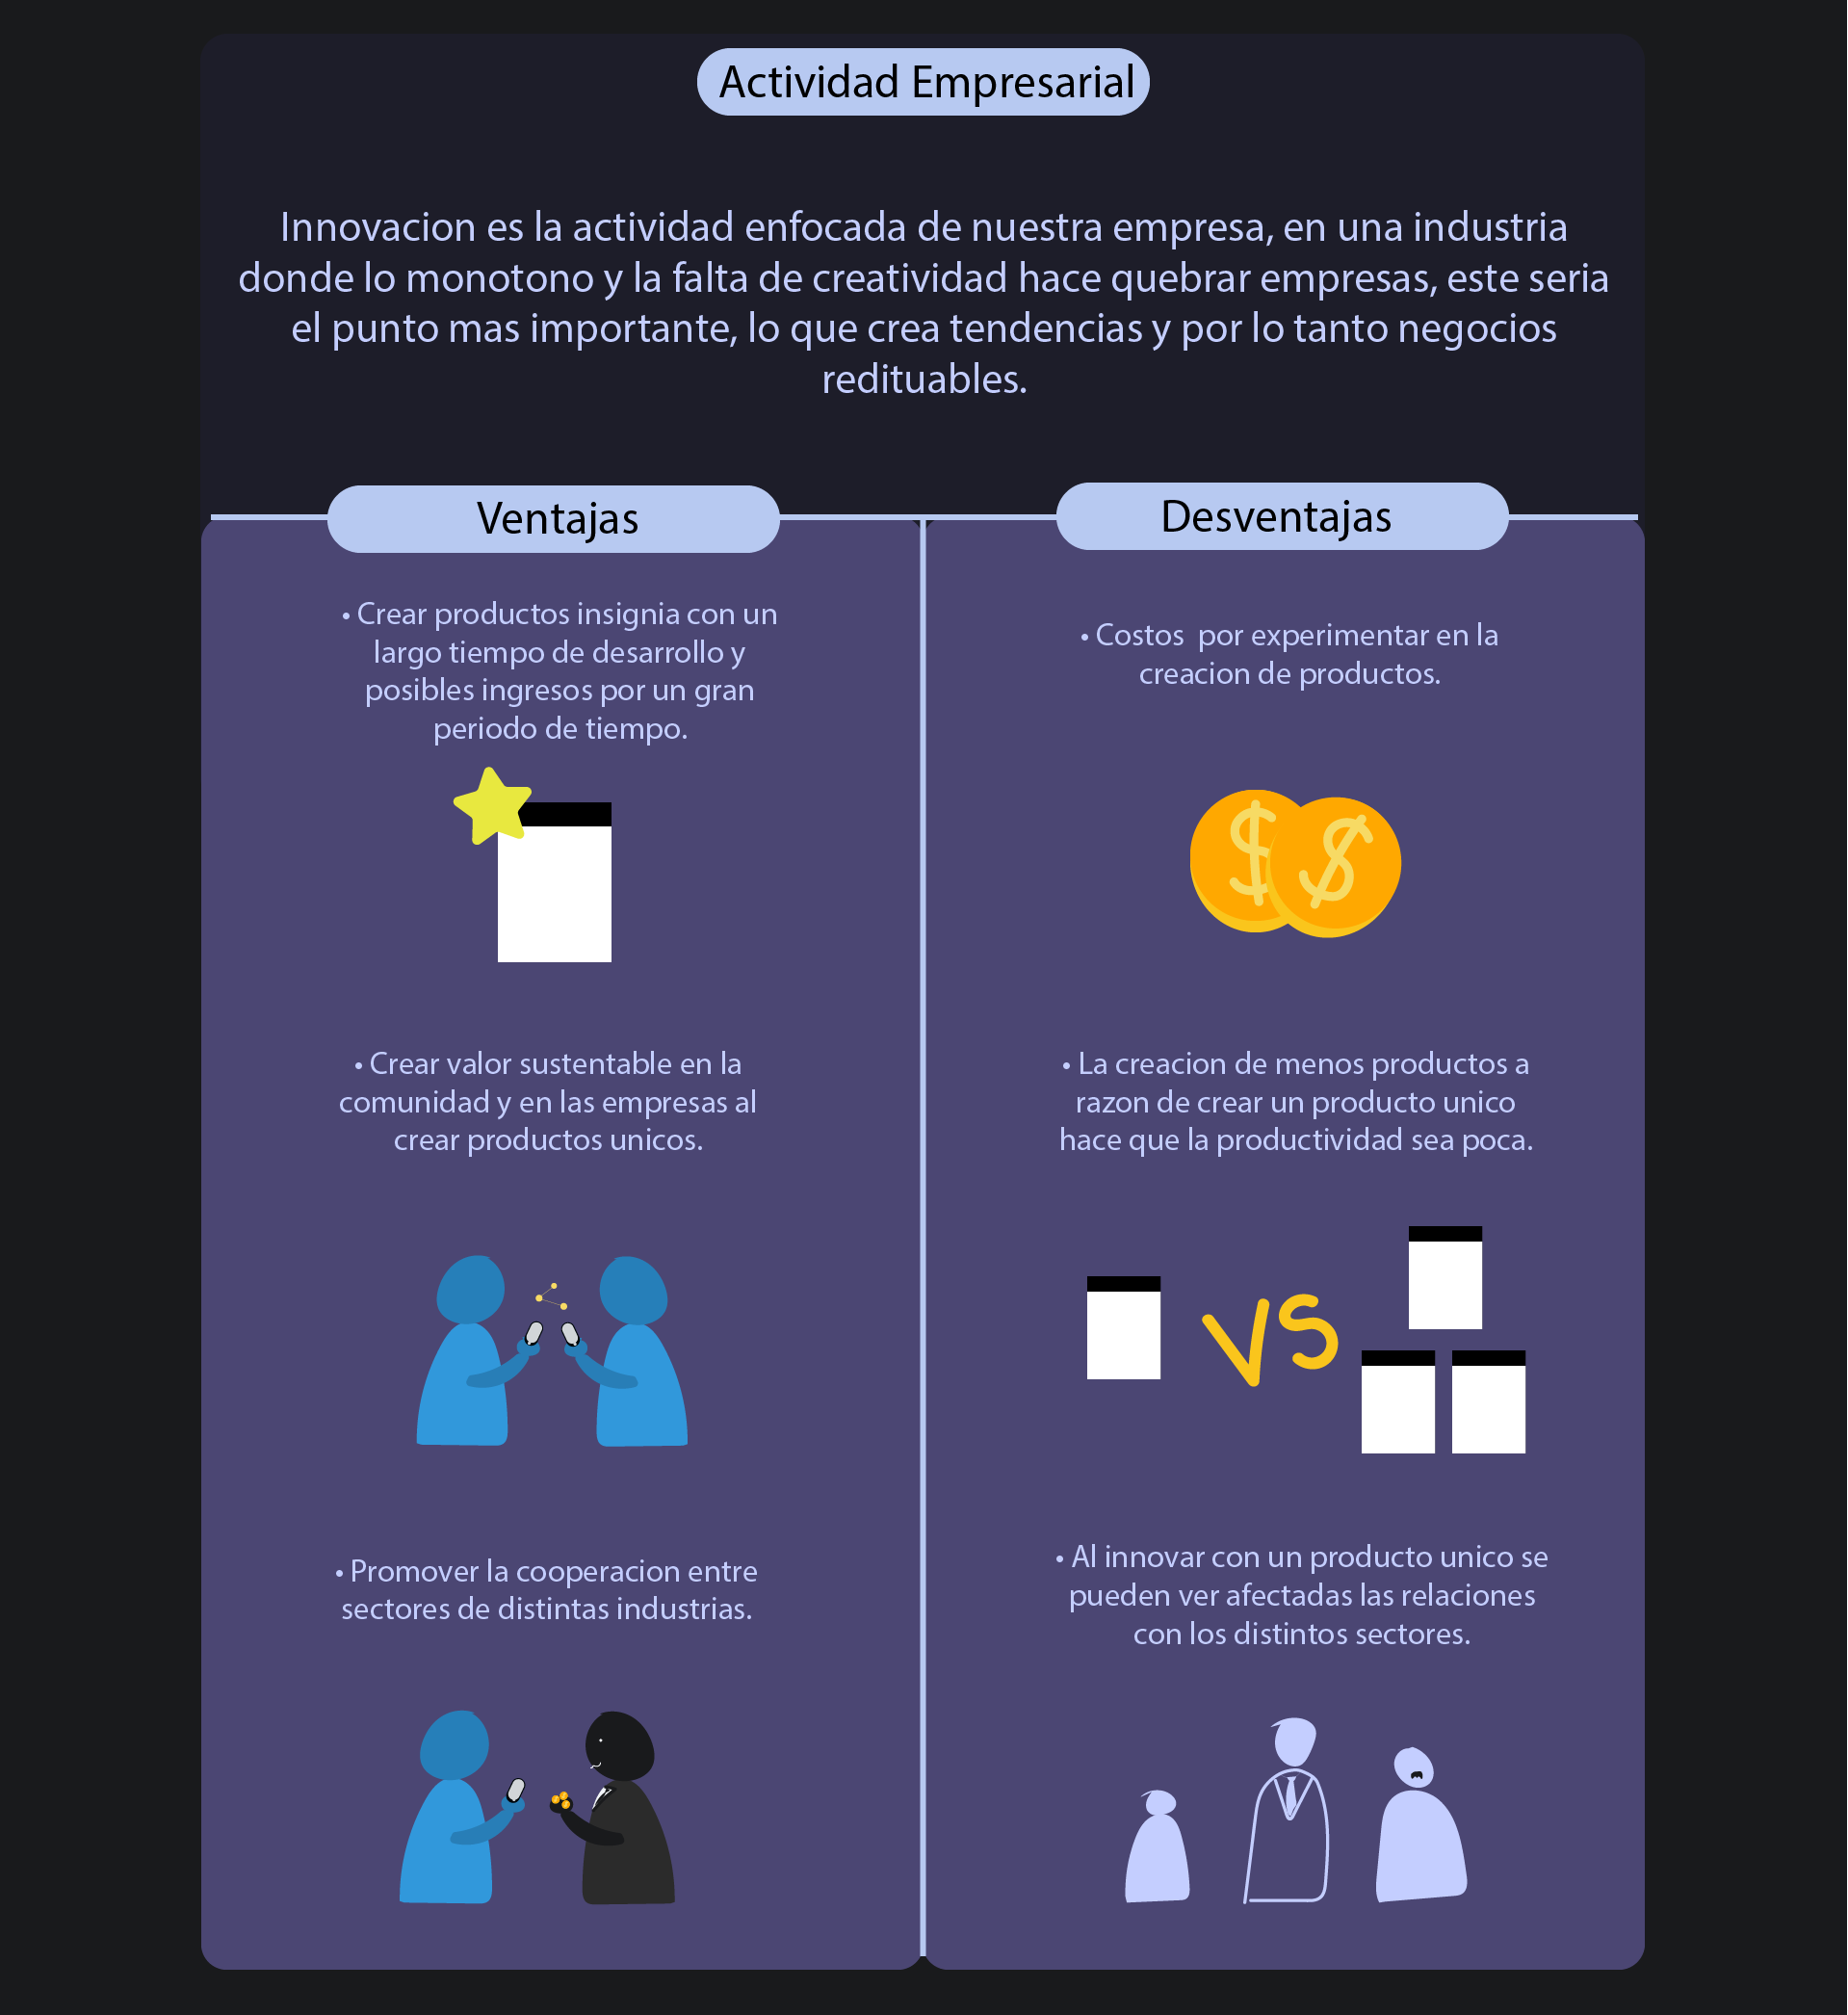 Actividad Empresarial
Innovacion es la actividad enfocada de nuestra empresa, en una industria
donde lo monotono y la falta de creatividad hace quebrar empresas, este seria
el punto mas importante, lo que crea tendencias y por lo tanto negocios
redituables.
Ventajas
• Crear productos insignia con un
largo tiempo de desarrollo y
posibles ingresos por un gran
periodo de tiempo.
• Crear valor sustentable en la
comunidad y en las empresas al
crear productos unicos.
• Promover la cooperacion entre
sectores de distintas industrias.
Desventajas
• Costos  por experimentar en la
creacion de productos.
$ $
• La creacion de menos productos a
razon de crear un producto unico
hace que la productividad sea poca.
VS
• Al innovar con un producto unico se
pueden ver afectadas las relaciones
con los distintos sectores.